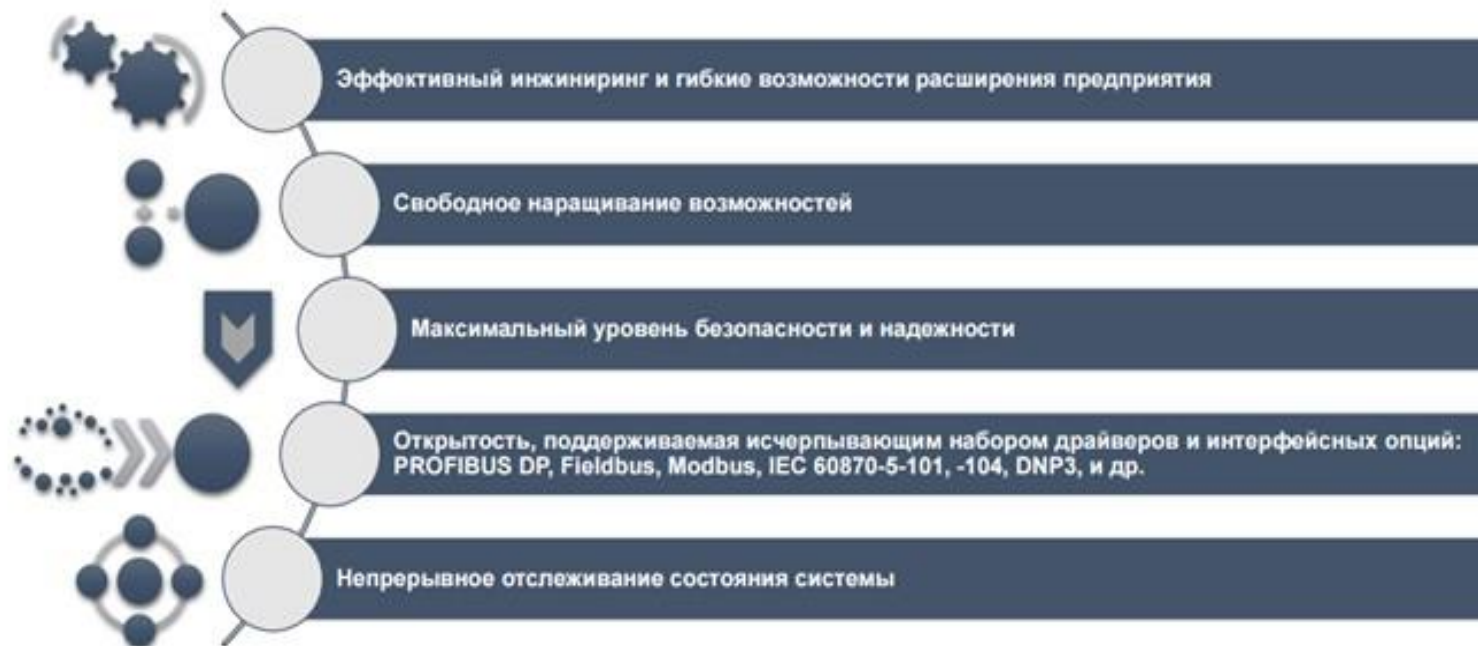 Эффективный инжиниринг и гибкие возможности расширения предприятия
Свободное наращивание возможностей
Максимальный уровень безопасности и надежности
Открытость, поддерживаемая исчерпывающим набором драйверов и интерфейсных опций:
PROFIBUS DP, Fieldbus, Modbus, IEC 60870-5-101, -104, DNP3, и др.
Непрерывное отслеживание состояния системы